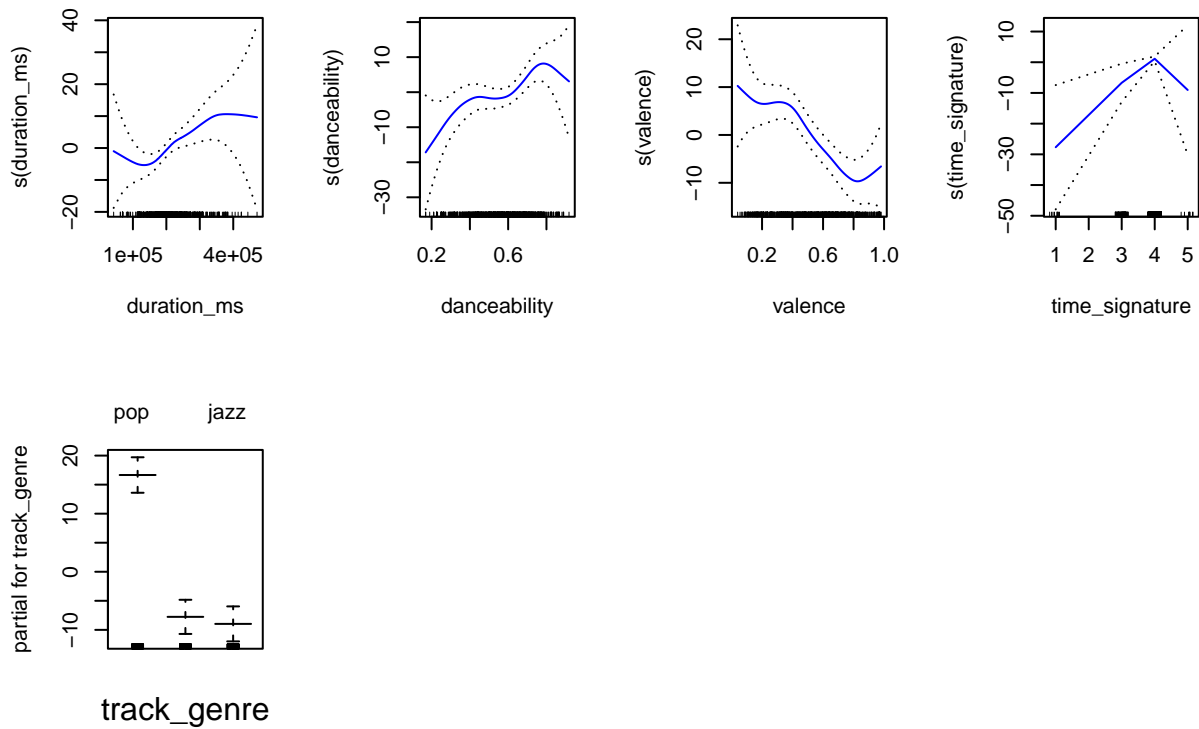 s(duration_ms)
40
20
0
−20
1e+05 4e+05
duration_ms
s(danceability)
10
−10
−30
0.2 0.6
danceability
s(valence)
20
10
0
−10
0.2 0.6 1.0
valence
s(time_signature)
10
−10
−30
−50
1 2 3 4 5
time_signature
pop jazz
partial for track_genre
20
10
0
−10
track_genre